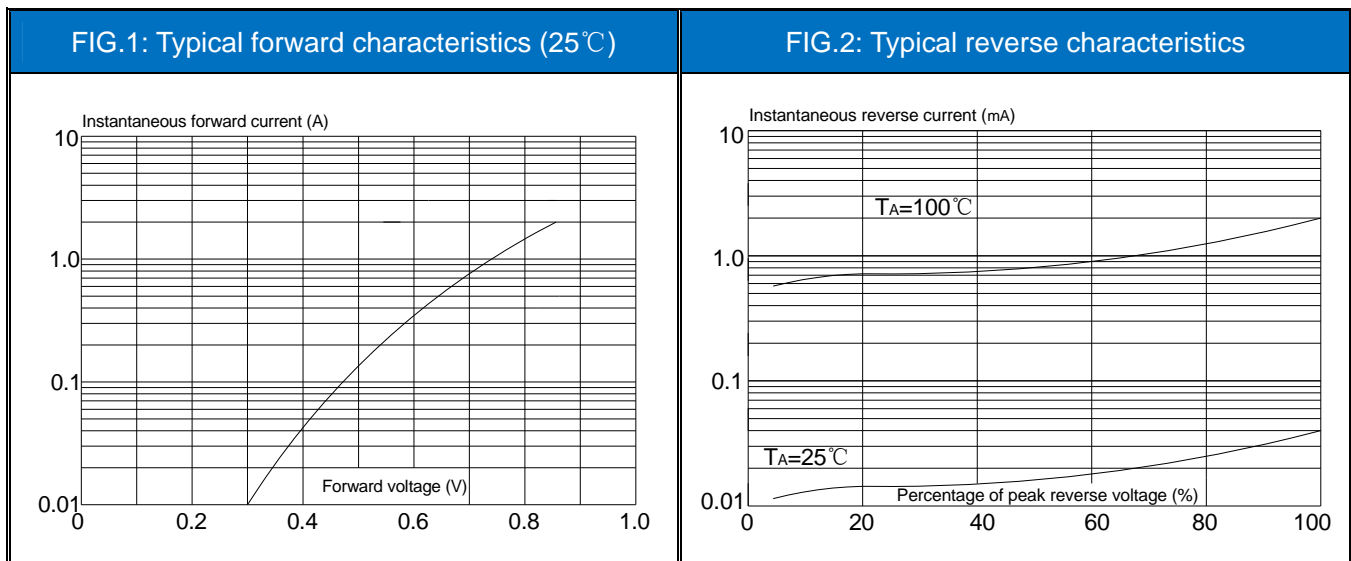 FIG.1: Typical forward characteristics (25℃)
Instantaneous forward current (A)
10
1.0
0.1
0.01
Forward voltage (V)
0 0.2 0.4 0.6 0.8 1.0
FIG.2: Typical reverse characteristics
Instantaneous reverse current (mA)
10
TA=100℃
1.0
0.1
TA=25℃
0.01
Percentage of peak reverse voltage (%)
0 20 40 60 80 100